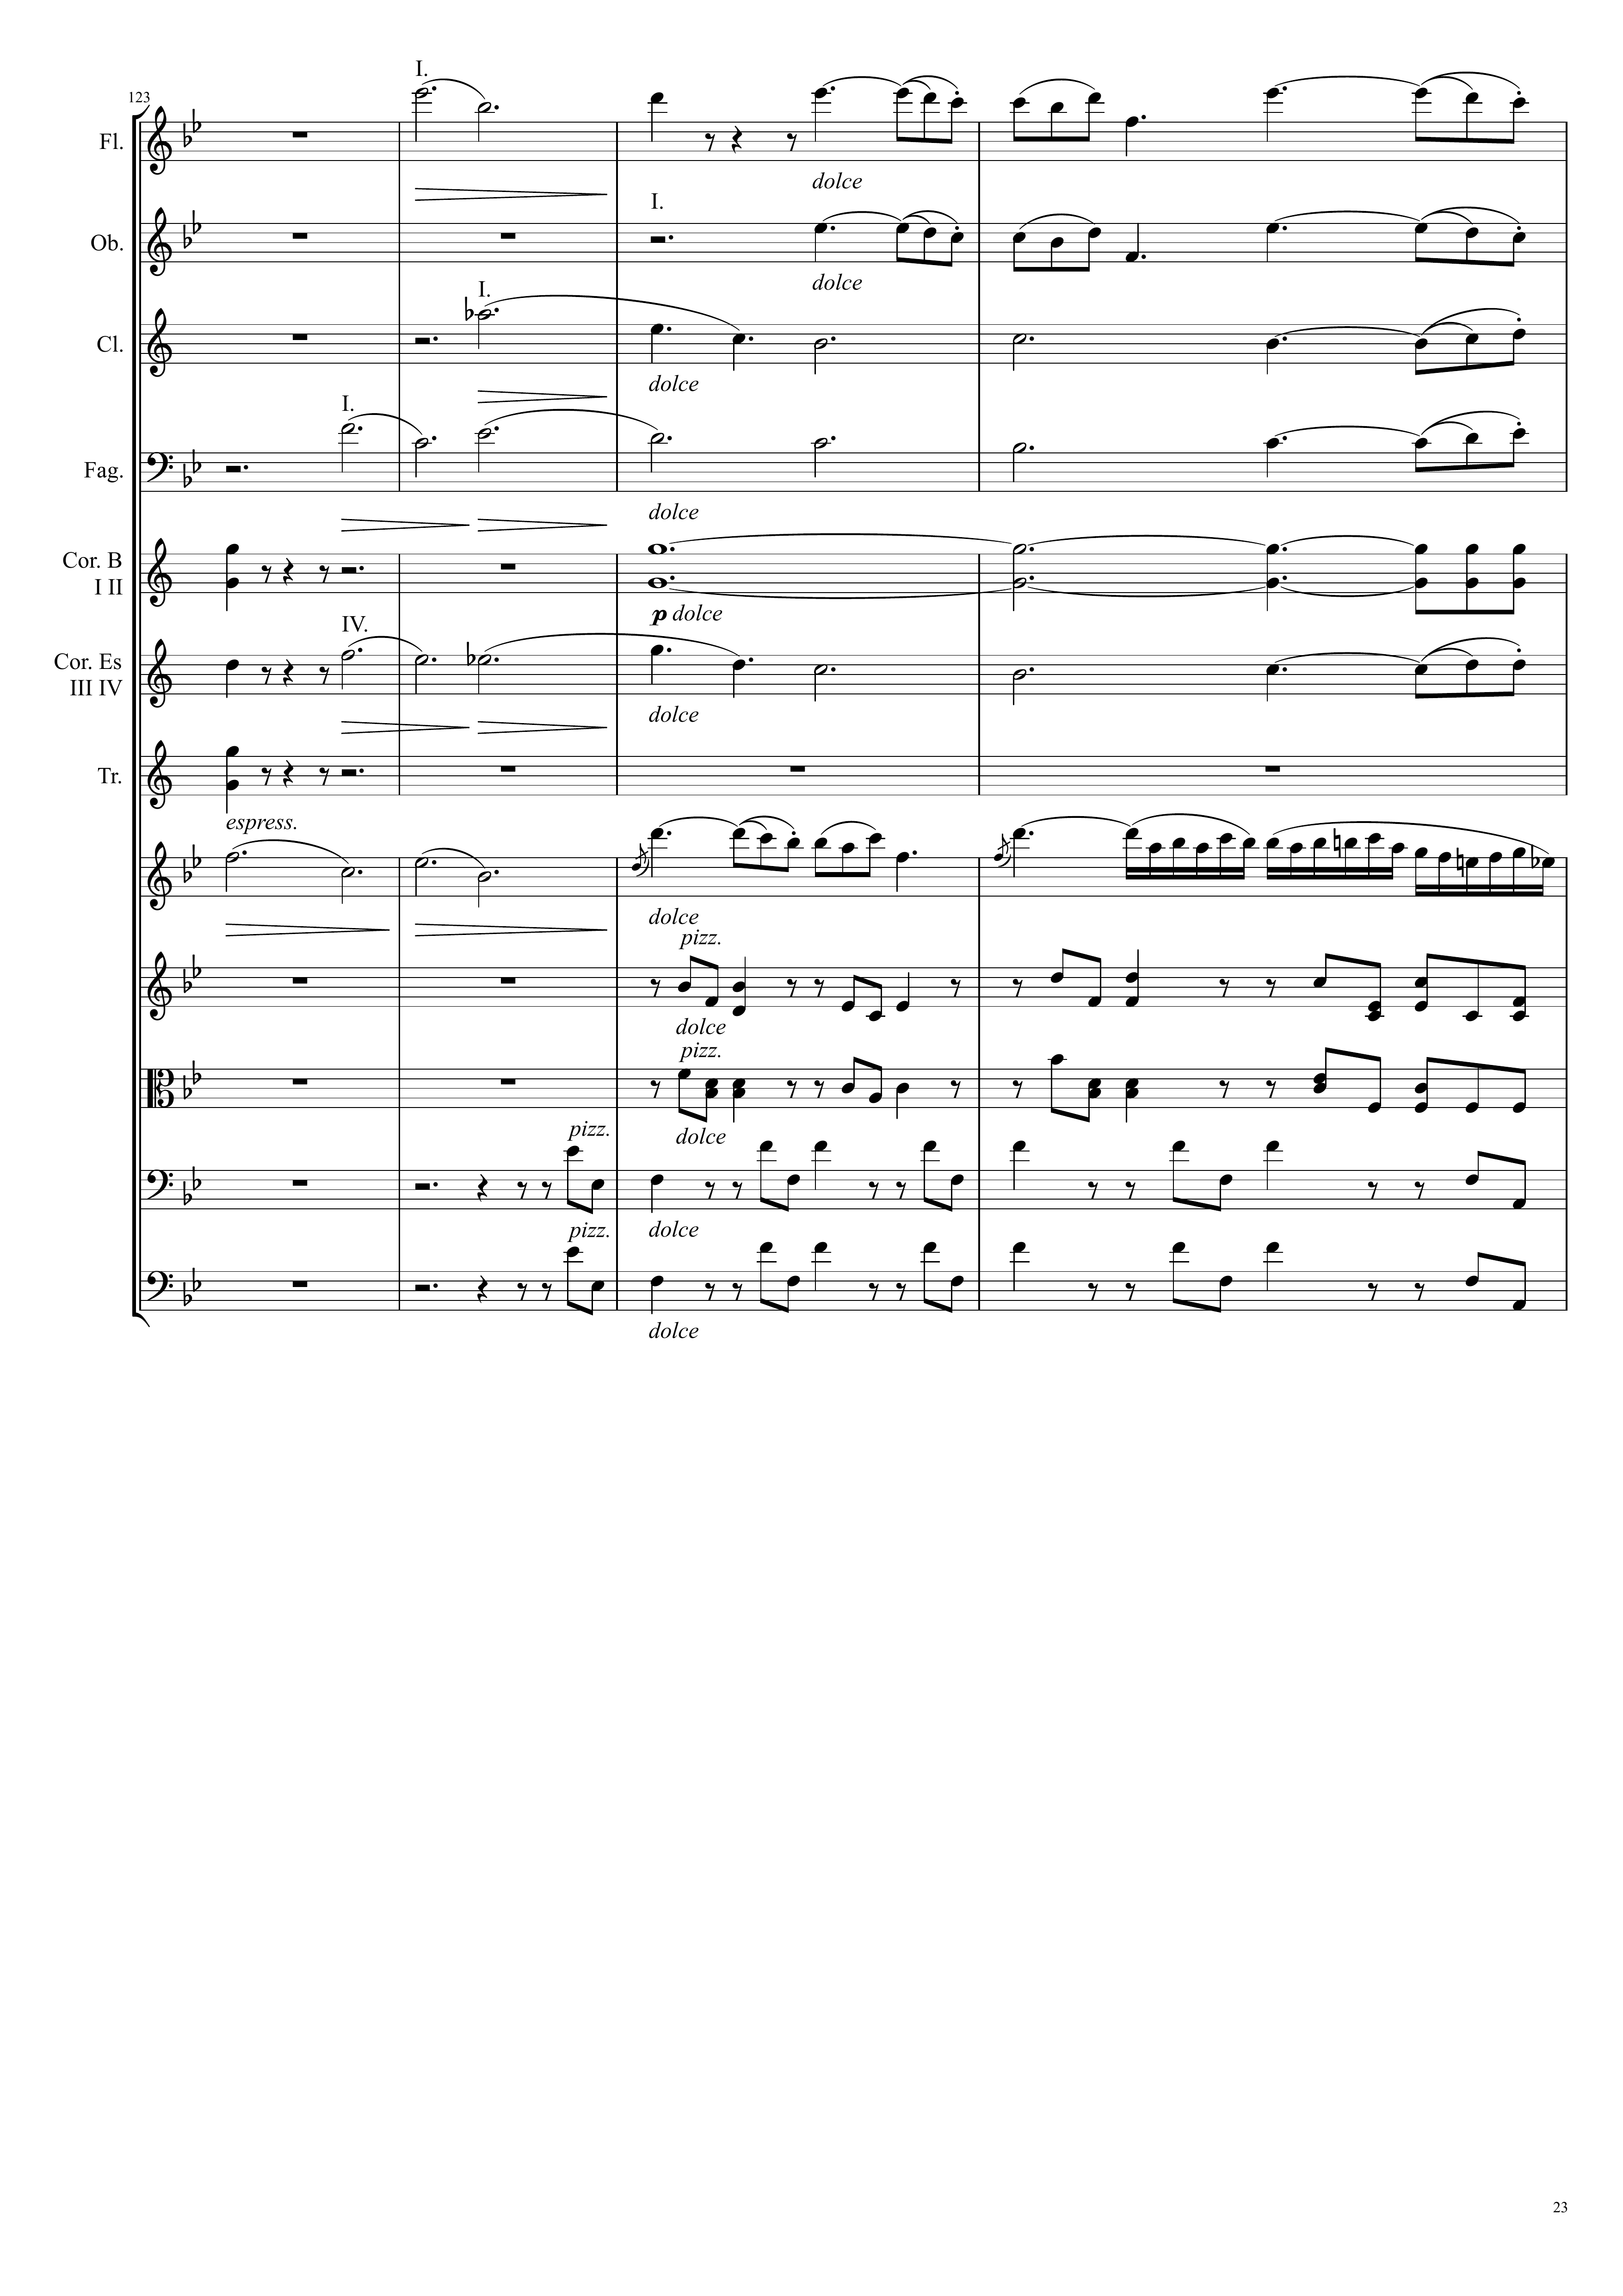 I.
123
Fl.
dolce
I.
Ob.
dolce
I.
Cl.
dolce
I.
Fag.
dolce
Cor. B
I II
p dolce
IV.
Cor. Es
III IV
dolce
Tr.
espress.
dolce
pizz.
dolce
pizz.
dolce
pizz.
dolce
pizz.
dolce
23